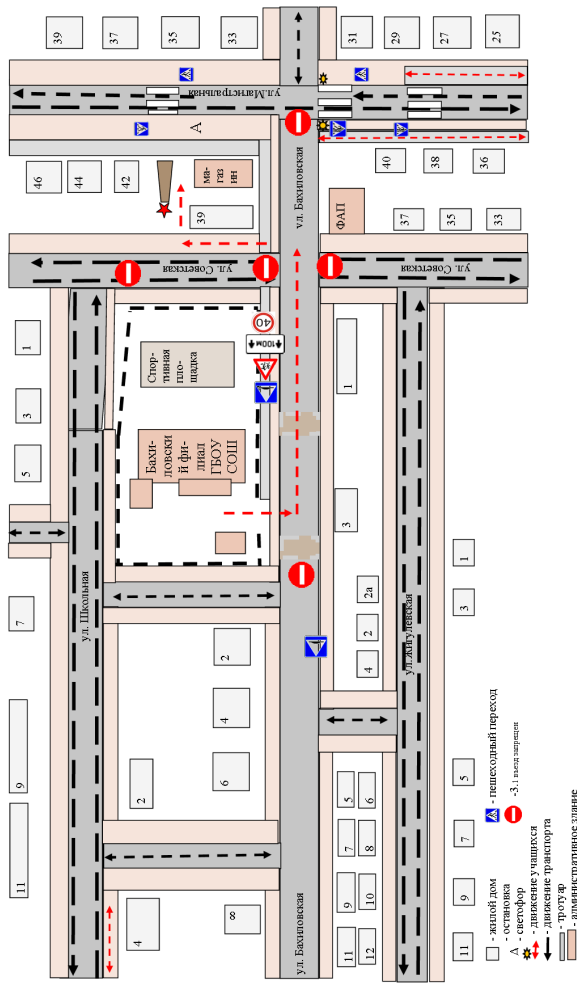 39
37
35
33
31
29
27
25
ул.Магистральная
А
46
44
42
40
38
36
ма-
газ
ин
39
ул. Бахиловская
ФАП
37
35
33
ул. Советская
ул. Советская
40
100м
1
3
5
Спор-
тивная
пло-
щадка
Бахи-
ловски
й фи-
лиал
ГБОУ
СОШ
1
3
2а
2
4
1
3
7
ул. Школьная
ул.жигулевская
2
4
6
2
9
11
4
8
ул. Бахиловская
5
6
7
8
9
10
11
12
5
7
9
11
- жилой дом
А - остановка
- светофор
- движение учащихся
- движение транспорта
- тротуар
- административное здание
- пешеходный переход
-3.1 въезд запрещен